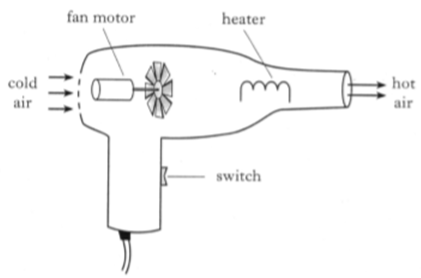 fan motor
heater
cold
air
hot
air
switch